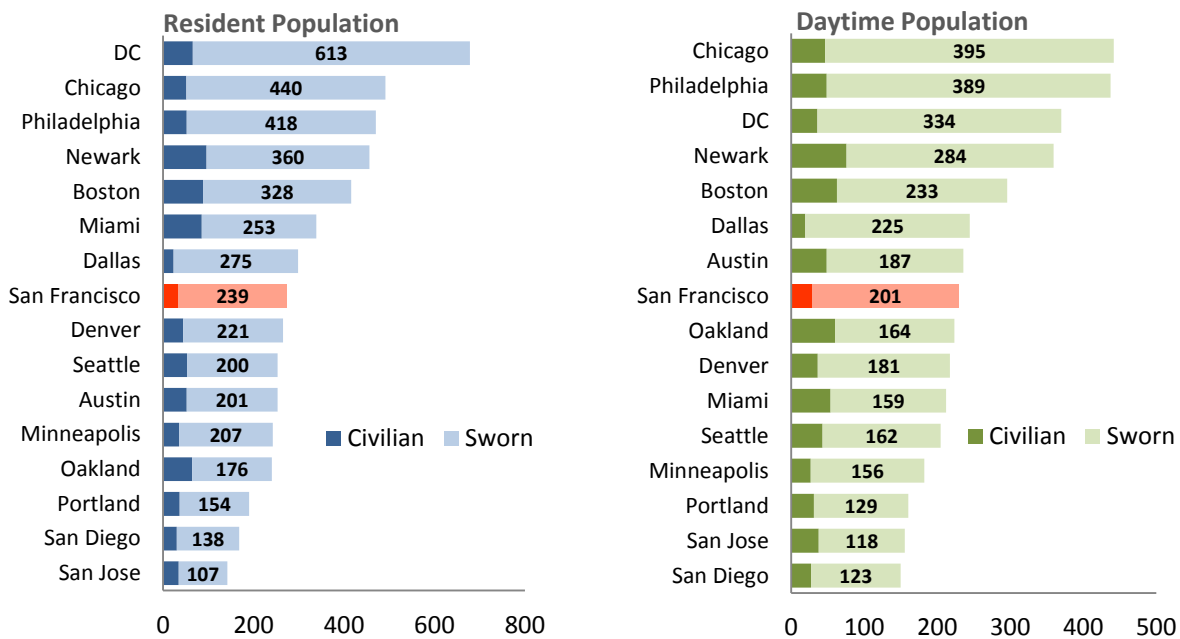 Resident Population
DC 613
Chicago 440
Philadelphia 418
Newark 360
Boston 328
Miami 253
Dallas 275
San Francisco 239
Denver 221
Seattle 200
Austin 201
Minneapolis 207
Civilian Sworn
Oakland 176
Portland 154
San Diego 138
San Jose 107
0 200 400 600 800
Daytime Population
Chicago 395
Philadelphia 389
DC 334
Newark 284
Boston 233
Dallas 225
Austin 187
San Francisco 201
Oakland 164
Denver 181
Miami 159
Seattle 162
Civilian Sworn
Minneapolis 156
Portland 129
San Jose 118
San Diego 123
0 100 200 300 400 500